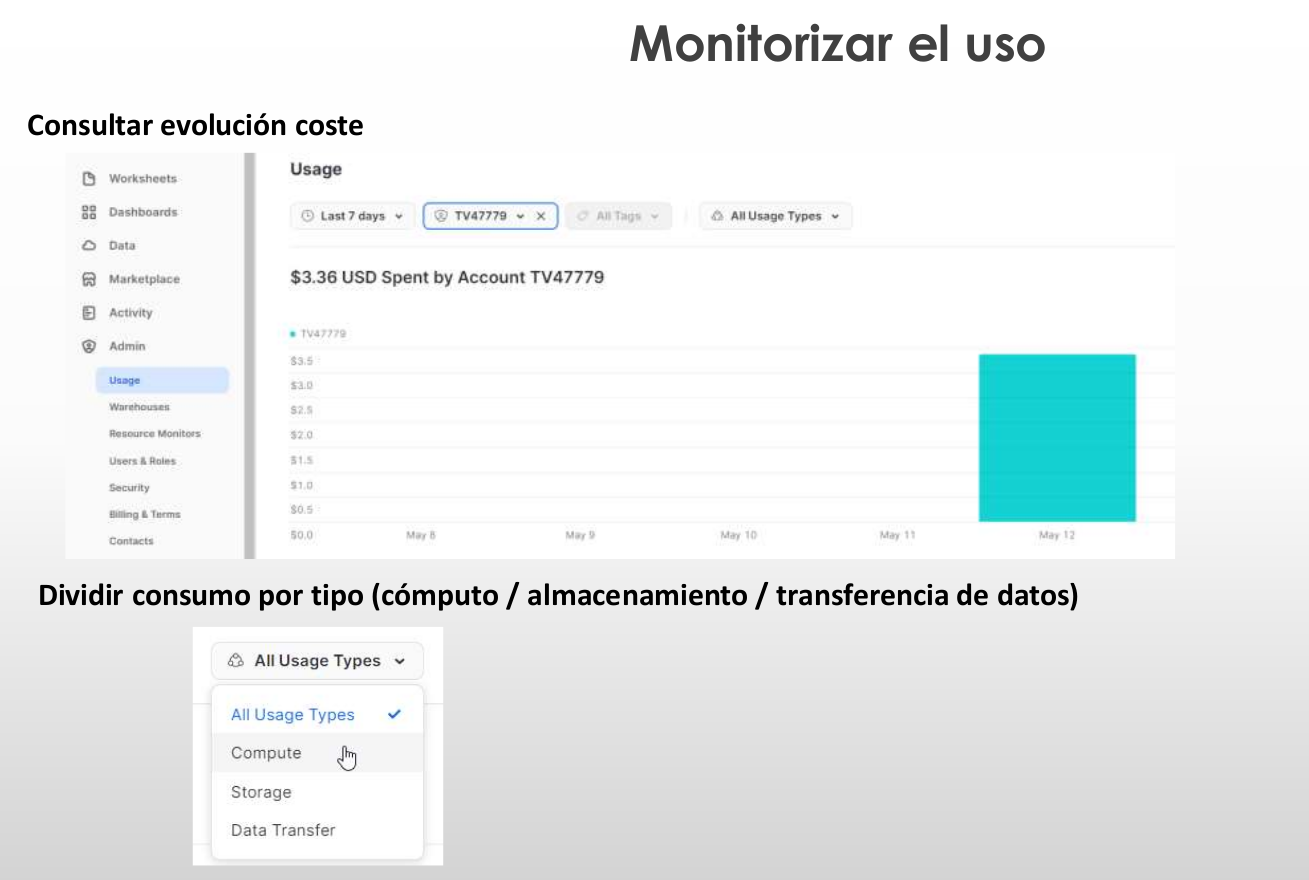 Monitorizar el uso
Consultar evolución coste
Worksheets
Dashboards
Data
Marketplace
Activity
Admin
Usage
Warehouses
Resource Monitors
Users & Roles
Security
Billing & Terms
Contacts
Usage
Last 7 days
TV47779
All Tags
All Usage Types
$3.36 USD Spent by Account TV47779
TV47779
$3.5
$3.0
$2.5
$2.0
$1.5
$1.0
$0.5
$0.0
May 8
May 9
May 10
May 11
May 12
Dividir consumo por tipo (cómputo / almacenamiento / transferencia de datos)
All Usage Types
All Usage Types
Compute
Storage
Data Transfer